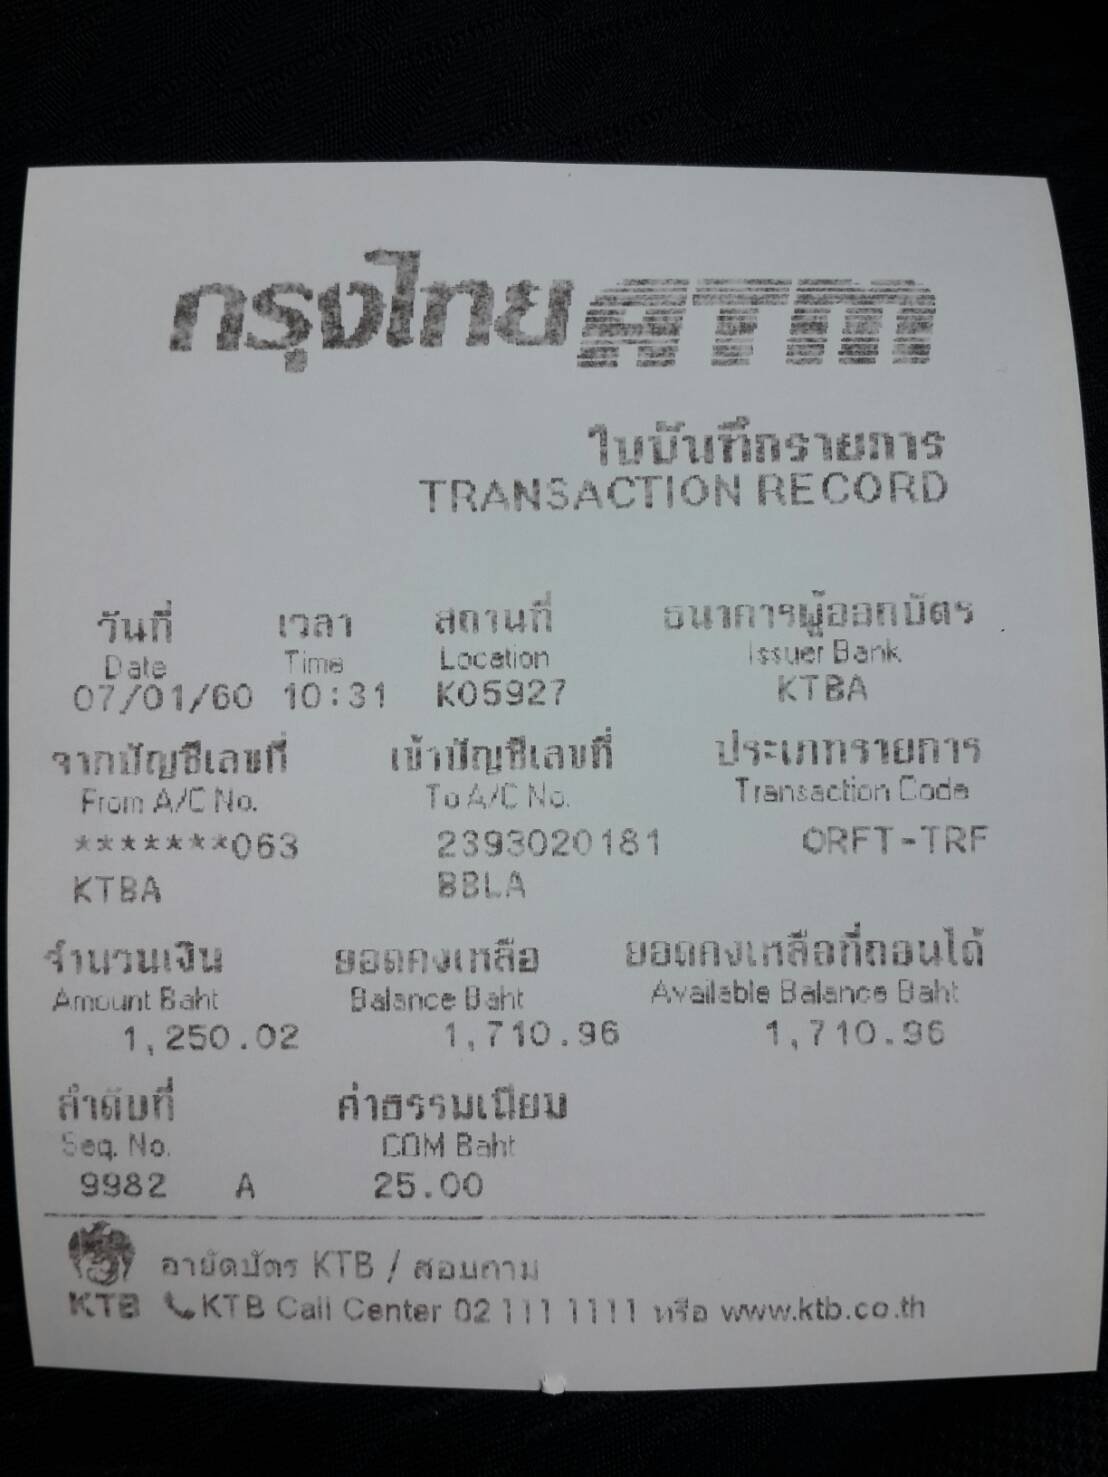 กรุงไทย ATM
ใบบันทึกรายการ
TRANSACTION RECORD
วันที่ เวลา สถานที่ ธนาคารผู้ออกบัตร
Date Time Location Issuer Bank
07/01/60 10:31 K05927 KTBA
จากบัญชีเลขที่ เข้าบัญชีเลขที่ ประเภทรายการ
From A/C No. To A/C No. Transaction Code
*******063 2393020181 ORFT-TRF
KTBA BBLA
จำนวนเงิน ยอดคงเหลือ ยอดคงเหลือที่ถอนได้
Amount Baht Balance Baht Available Balance Baht
1,250.02 1,710.96 1,710.96
ลำดับที่ ค่าธรรมเนียม
Seq. No. COM Baht
9982 A 25.00
อายัดบัตร KTB / สอบถาม
KTB KTB Call Center 02 111 1111 หรือ www.ktb.co.th